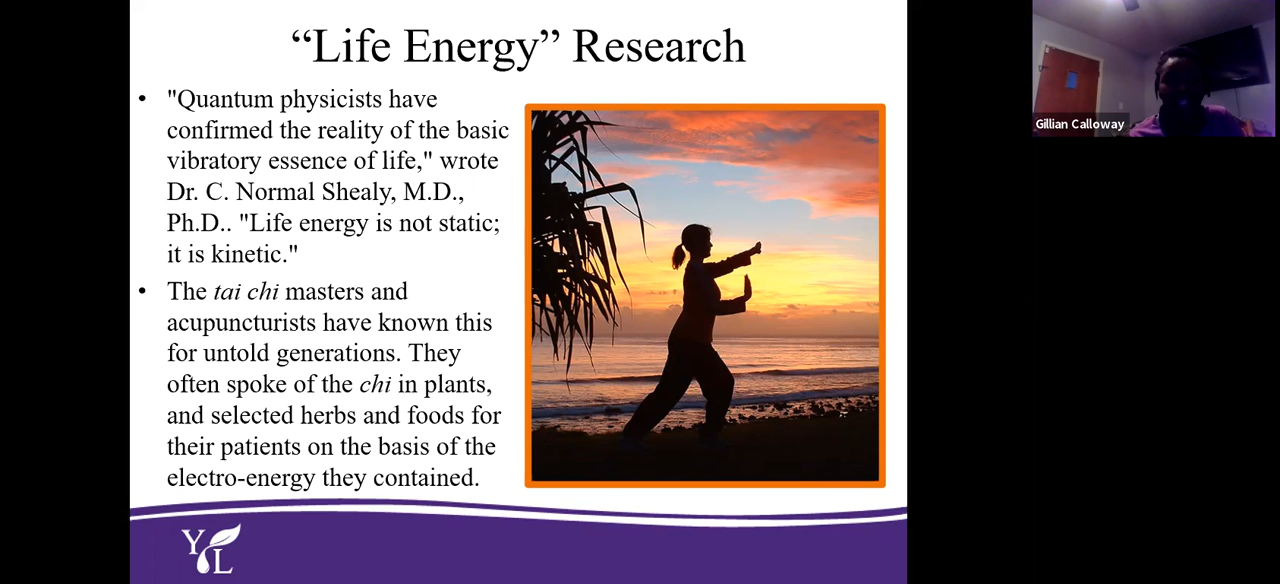 “Life Energy” Research
• "Quantum physicists have
confirmed the reality of the basic
vibratory essence of life," wrote
Dr. C. Normal Shealy, M.D.,
Ph.D.. "Life energy is not static;
it is kinetic."
• The tai chi masters and
acupuncturists have known this
for untold generations. They
often spoke of the chi in plants,
and selected herbs and foods for
their patients on the basis of the
electro-energy they contained.
YL
Gillian Calloway